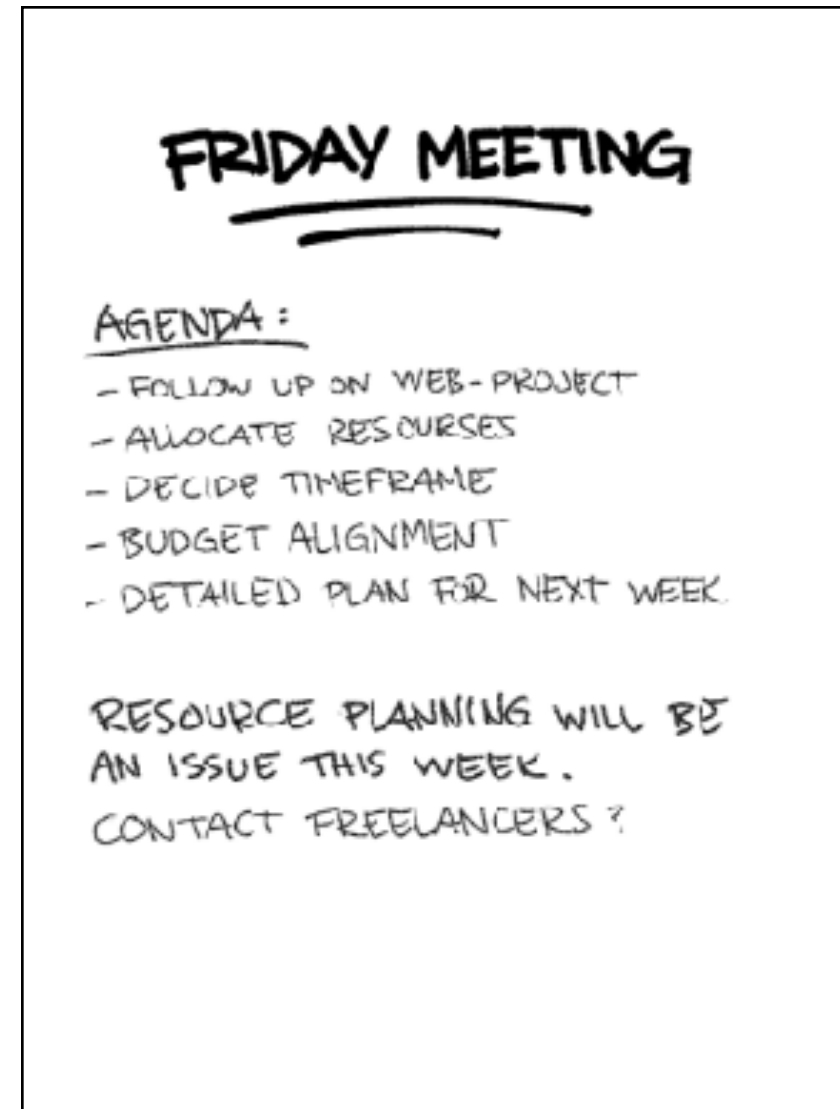 FRIDAY MEETING
AGENDA:
- FOLLOW UP ON WEB-PROJECT
- ALLOCATE RESOURSES
- DECIDE TIMEFRAME
- BUDGET ALIGNMENT
- DETAILED PLAN FOR NEXT WEEK
RESOURCE PLANNING WILL BE
AN ISSUE THIS WEEK.
CONTACT FREELANCERS?